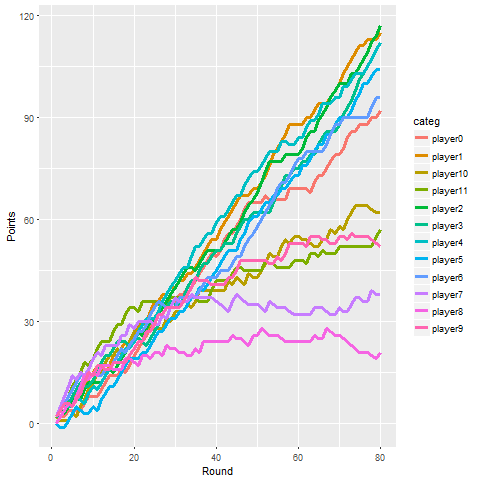 120
90
60
30
0
Points
0
20
40
60
80
Round
categ
player0
player1
player10
player11
player2
player3
player4
player5
player6
player7
player8
player9